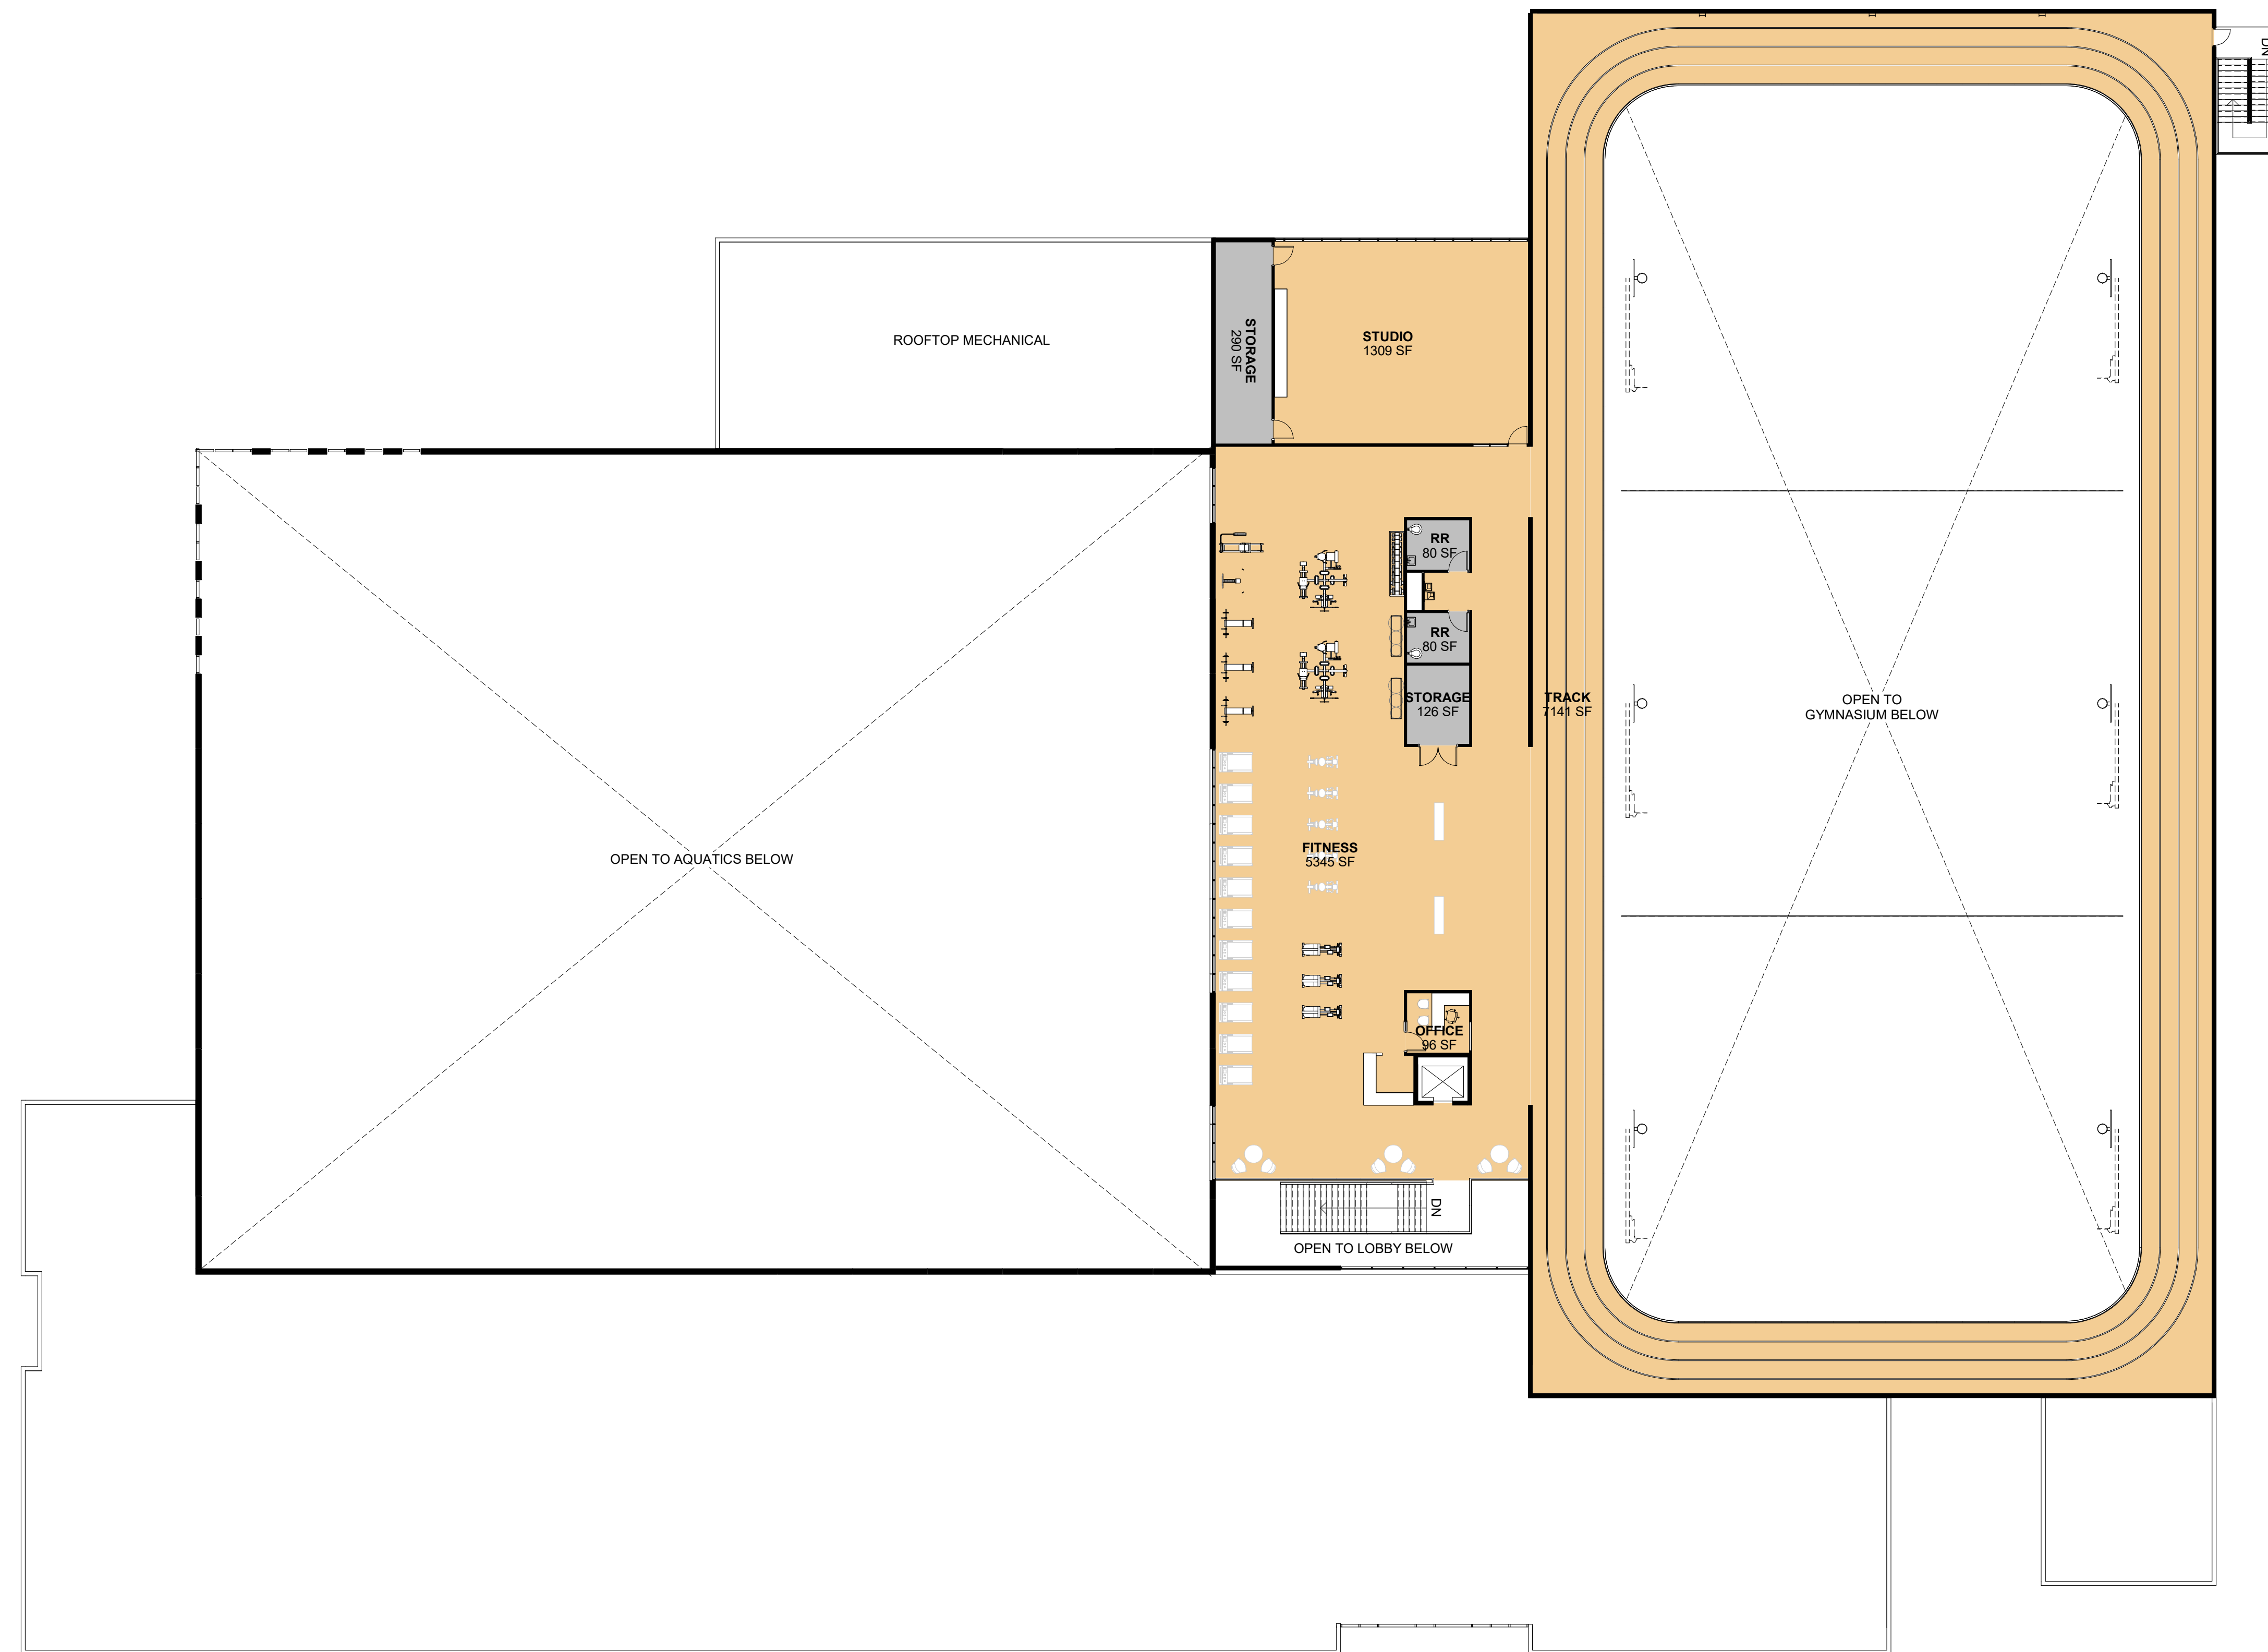 DN
ROOFTOP MECHANICAL
STORAGE
290 SF
STUDIO
1309 SF
RR
80 SF
RR
80 SF
STORAGE
126 SF
TRACK
7141 SF
OPEN TO
GYMNASIUM BELOW
OPEN TO AQUATICS BELOW
FITNESS
5345 SF
OFFICE
96 SF
DN
OPEN TO LOBBY BELOW